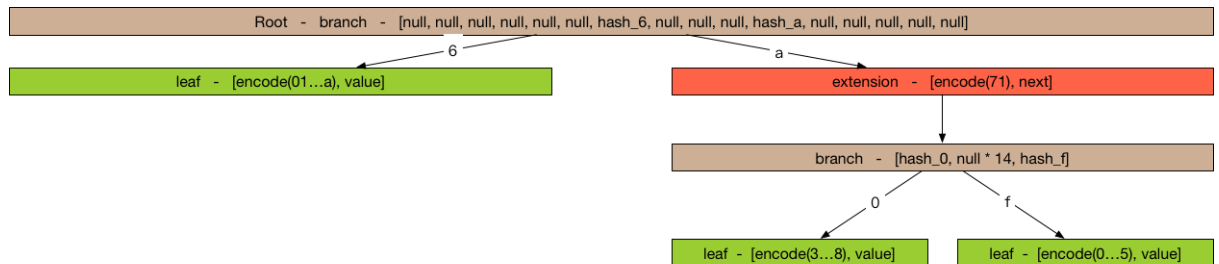 Root - branch - [null, null, null, null, null, null, hash_6, null, null, null, hash_a, null, null, null, null, null]
6
a
leaf - [encode(01...a), value]
extension - [encode(71), next]
branch - [hash_0, null * 14, hash_f]
0
f
leaf - [encode(3...8), value]
leaf - [encode(0...5), value]